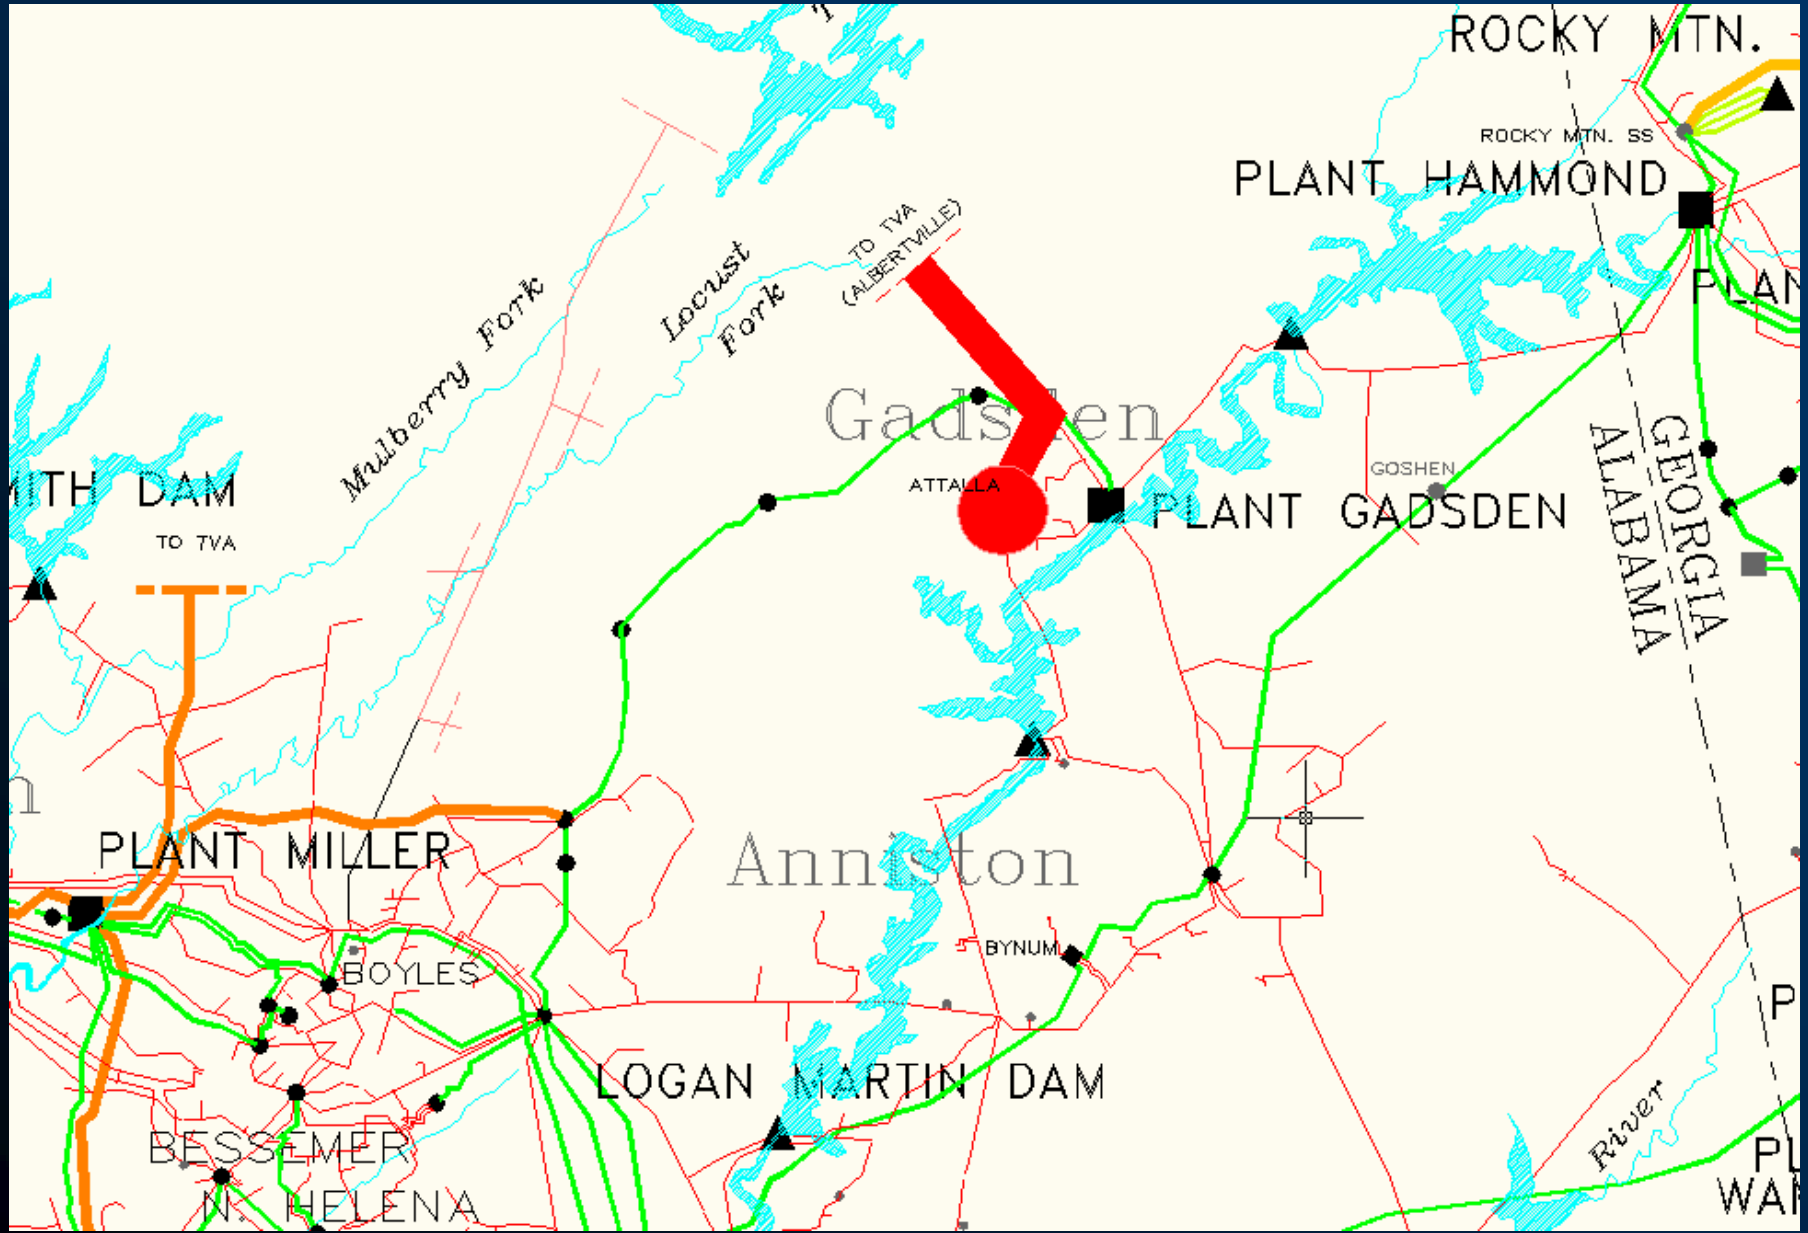 ROCKY MTN.
ROCKY MTN. SS
PLANT HAMMOND
TO TVA
(ALBERTVILLE)
Locust
Fork
Mulberry Fork
PLAN
Gadsden
GOSHEN
GEORGIA
ALABAMA
MITH DAM
ATTALLA
PLANT GADSDEN
TO TVA
n
PLANT MILLER
Anniston
BYNUM
BOYLES
P
LOGAN MARTIN DAM
River
BESSEMER
PL
N. HELENA
WAN